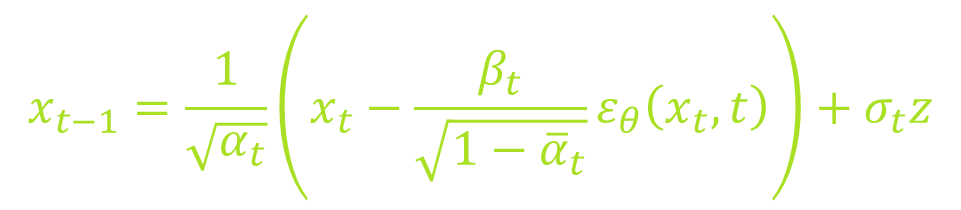 x_{t-1} = \frac{1}{\sqrt{\alpha_t}} \left( x_t - \frac{\beta_t}{\sqrt{1 - \bar{\alpha}_t}} \varepsilon_\theta(x_t, t) \right) + \sigma_t z